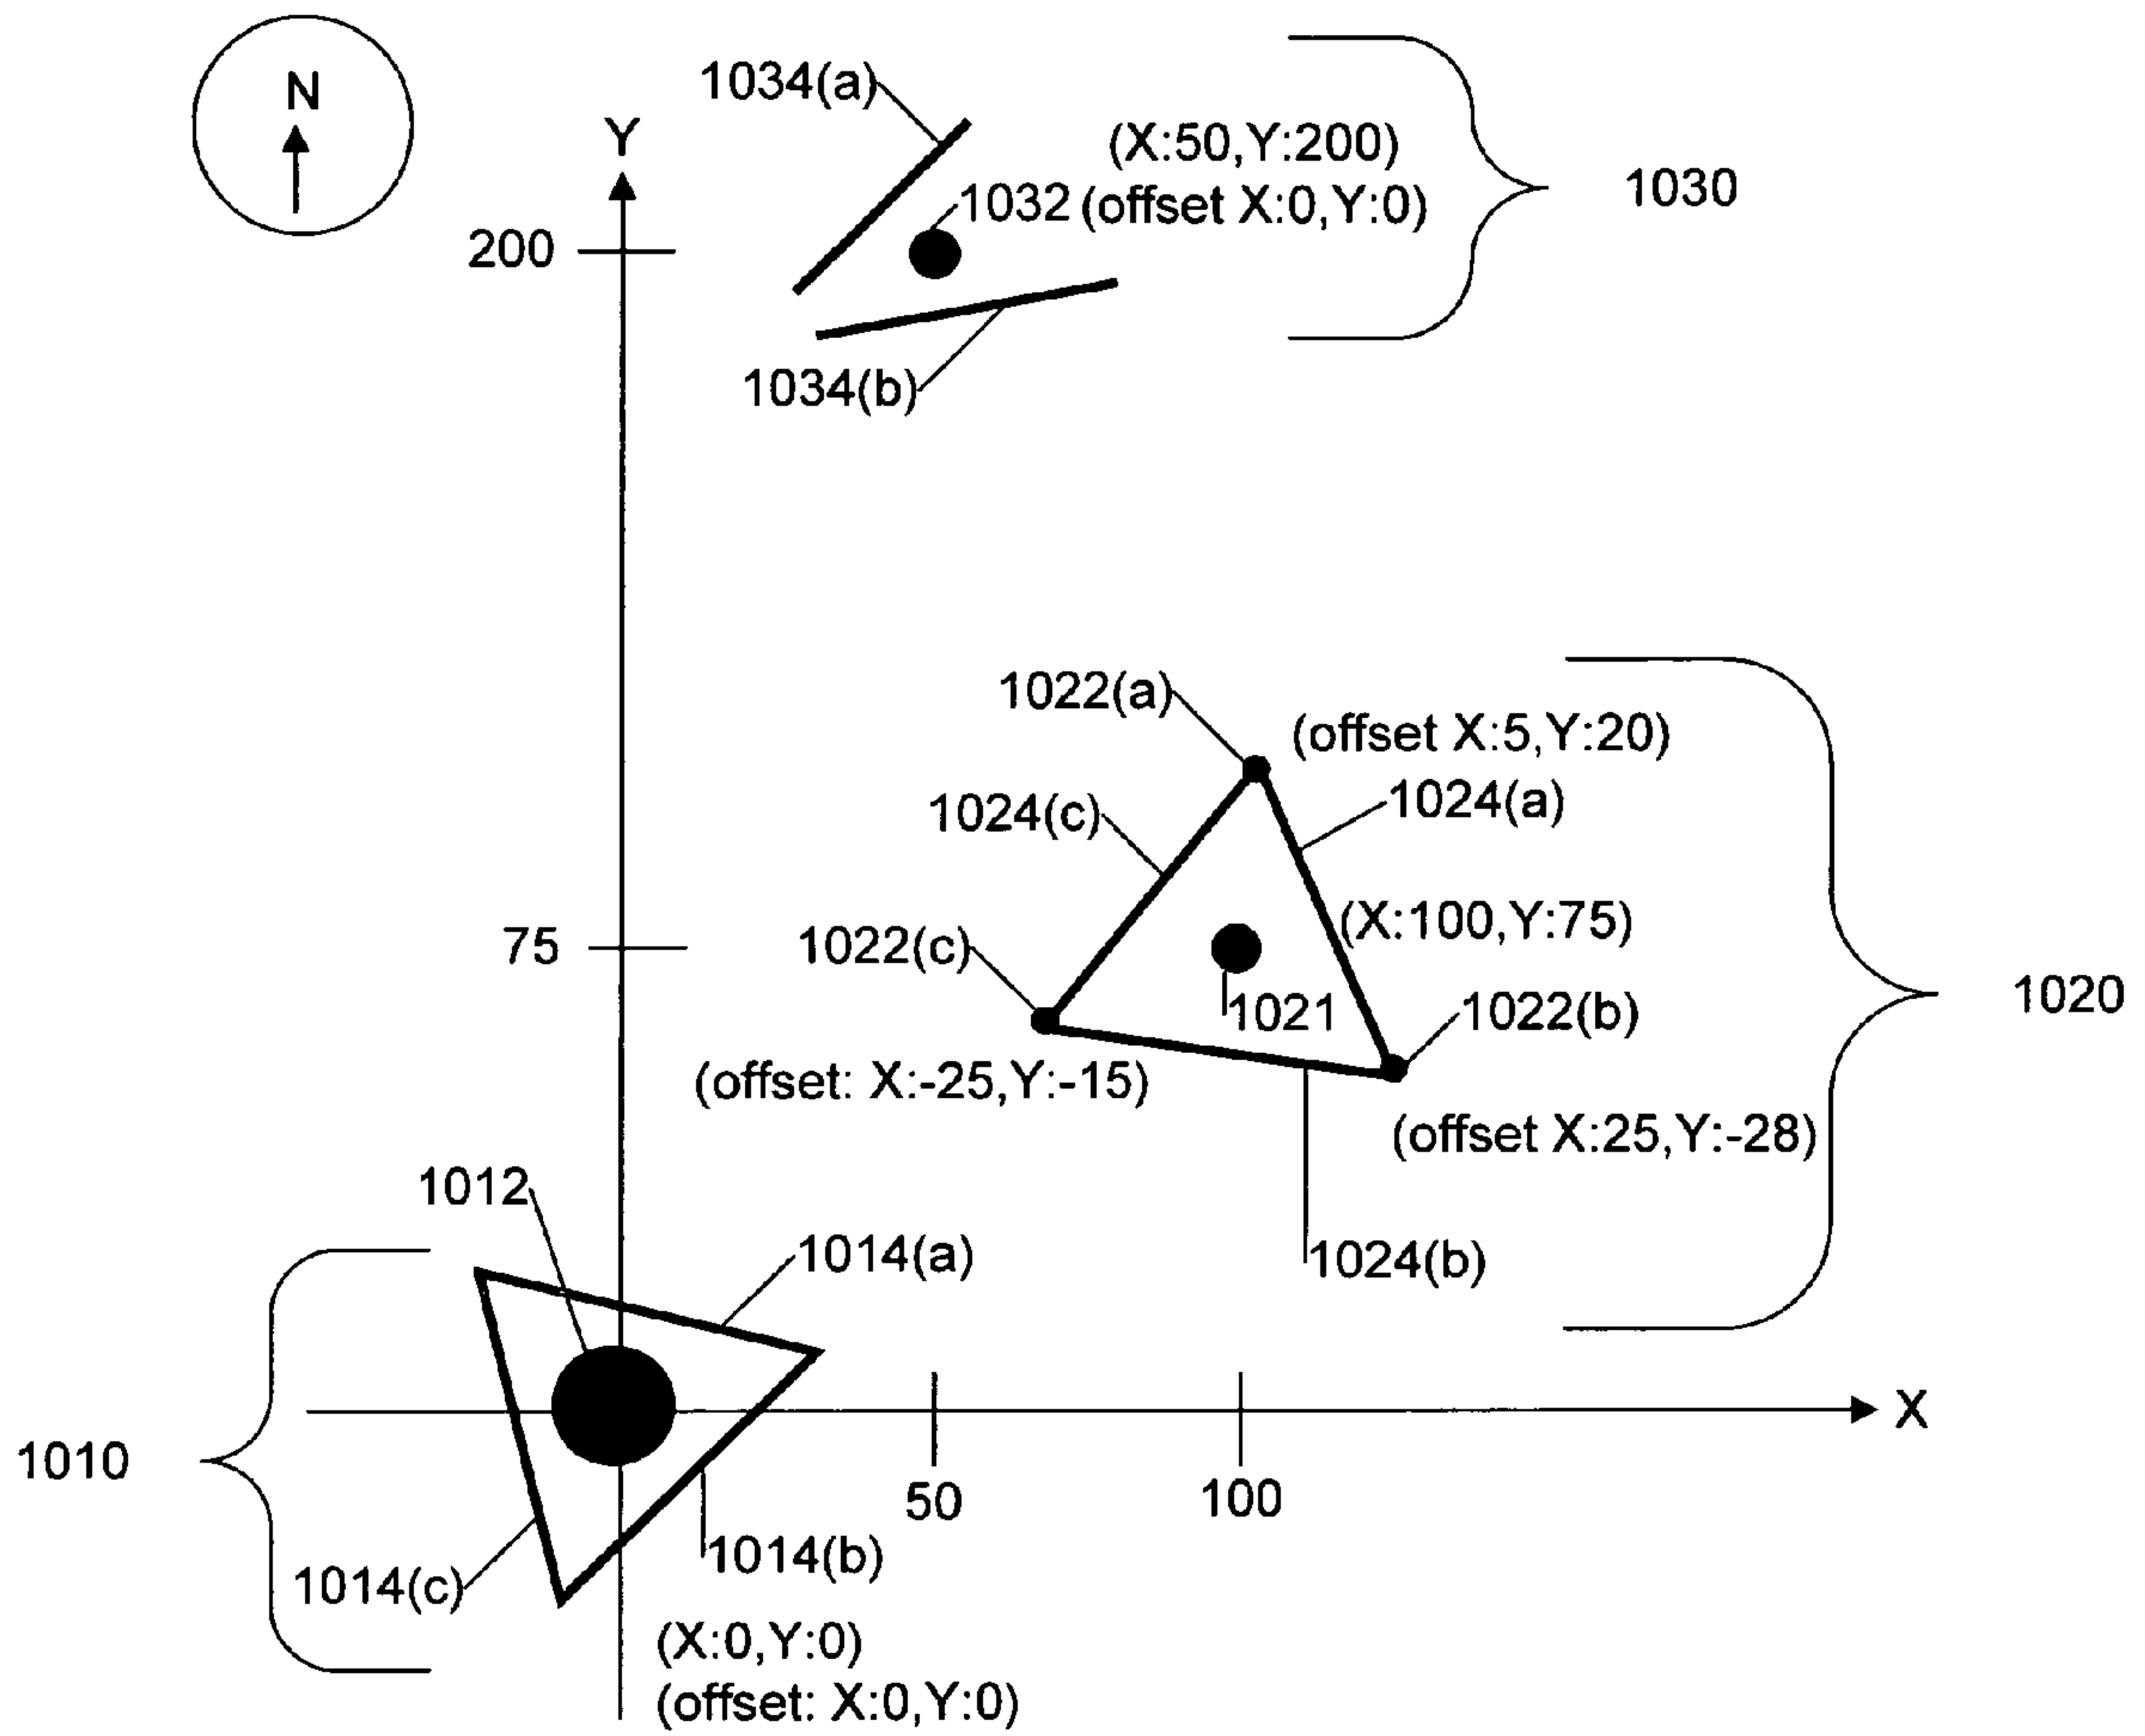 N
1034(a)
Y
(X:50,Y:200)
1032 (offset X:0,Y:0)
1030
200
1034(b)
1022(a)
(offset X:5,Y:20)
1024(c)
1024(a)
(X:100,Y:75)
75
1022(c)
1021
1022(b)
1020
(offset: X:-25,Y:-15)
(offset X:25,Y:-28)
1012
1014(a)
1024(b)
X
1010
50
100
1014(b)
1014(c)
(X:0,Y:0)
(offset: X:0,Y:0)